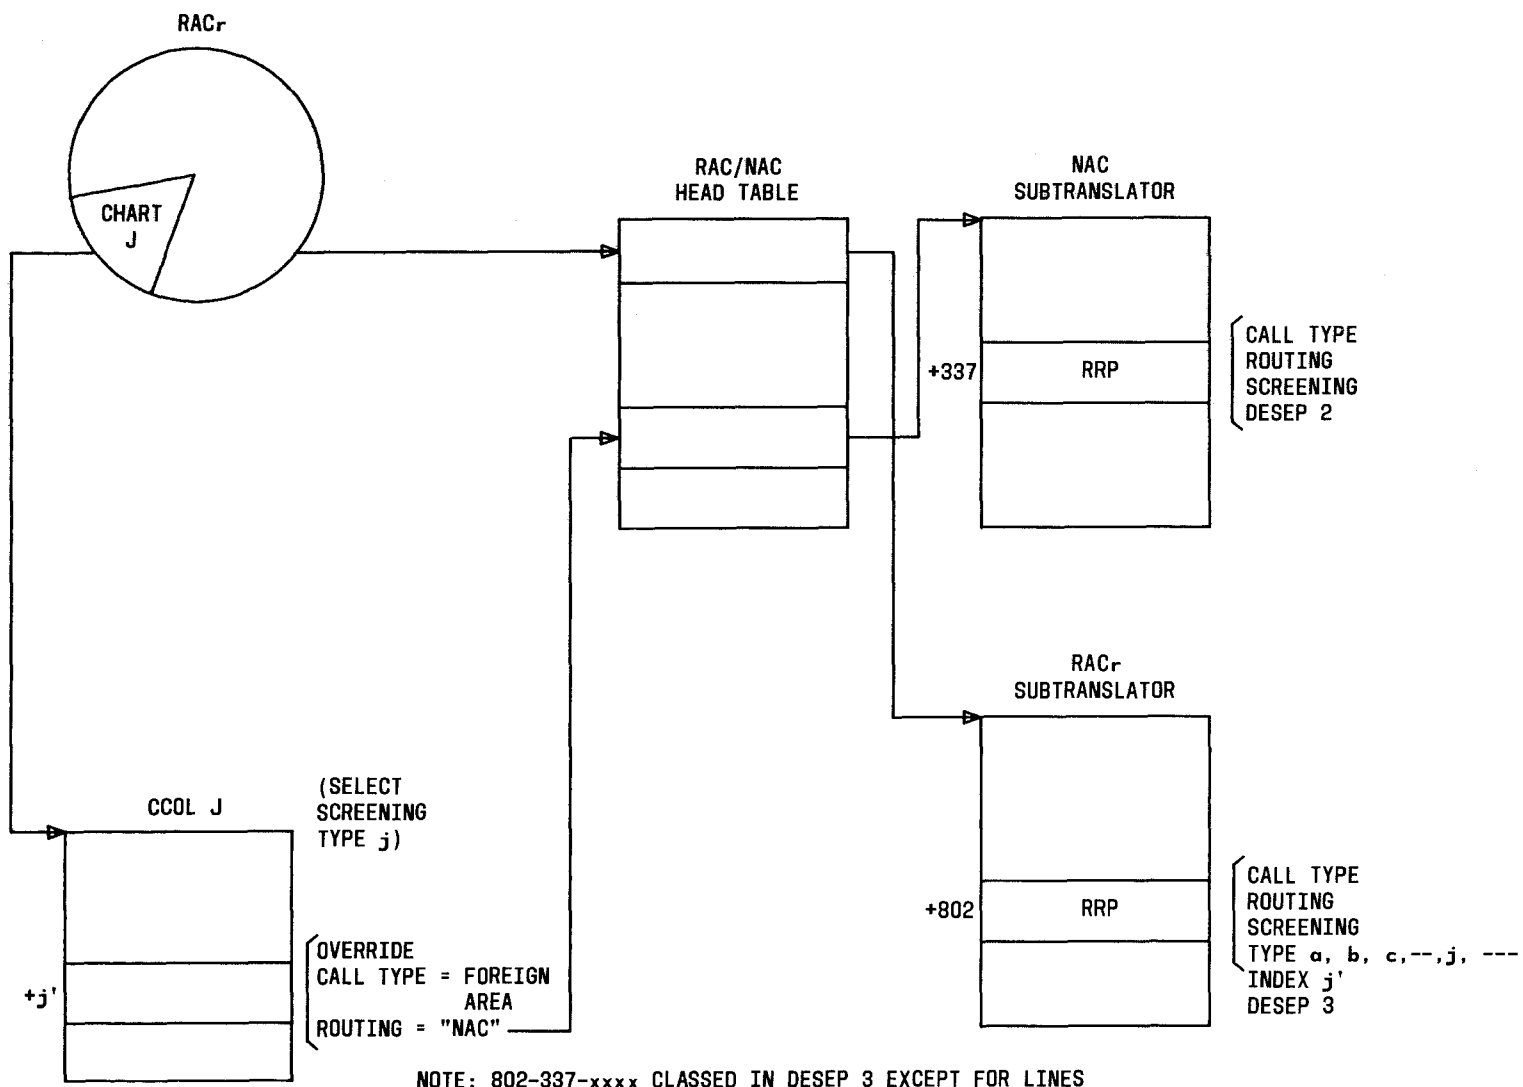 RACr
CHART
J
RAC/NAC
HEAD TABLE
NAC
SUBTRANSLATOR
+337
RRP
CALL TYPE
ROUTING
SCREENING
DESEP 2
RACr
SUBTRANSLATOR
+802
RRP
CALL TYPE
ROUTING
SCREENING
TYPE a, b, c,--,j, ---
INDEX j'
DESEP 3
CCOL J
(SELECT
SCREENING
TYPE j)
+j'
OVERRIDE
CALL TYPE = FOREIGN
AREA
ROUTING = "NAC"
NOTE: 802-337-xxxx CLASSED IN DESEP 3 EXCEPT FOR LINES